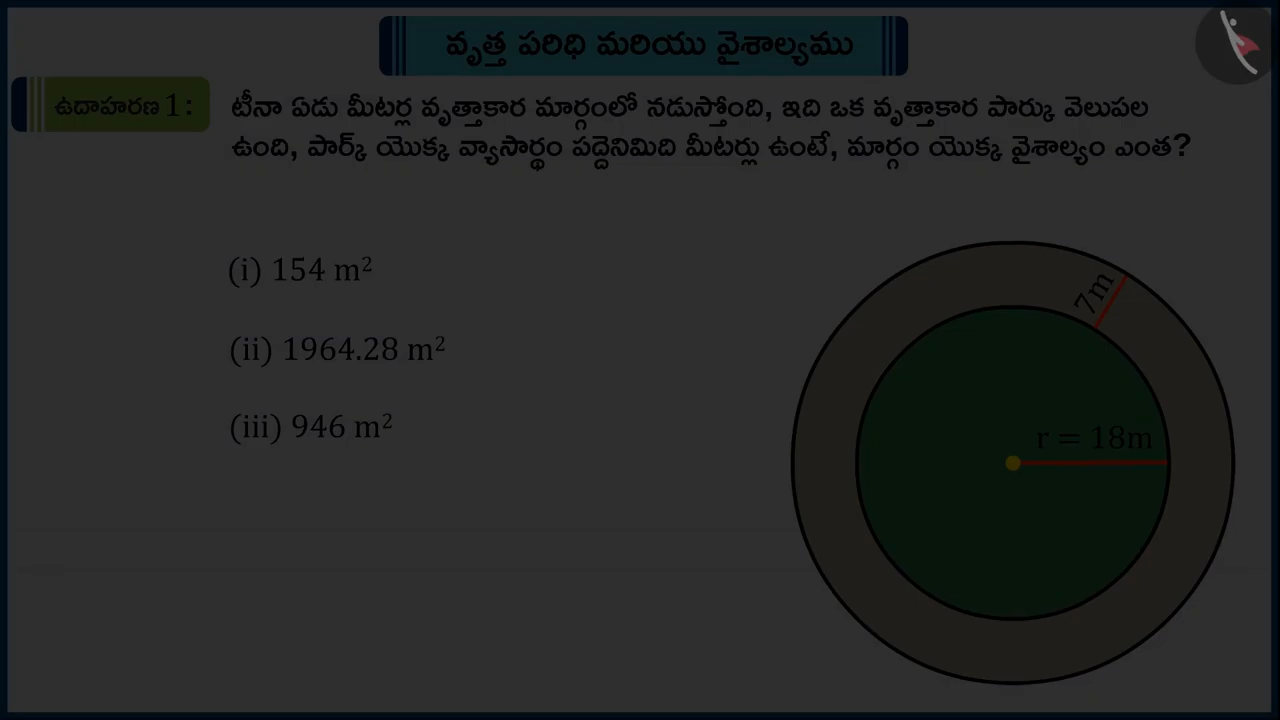 వృత్త పరిధి మరియు వైశాల్యము
ఉదాహరణ 1:
టీనా ఏడు మీటర్ల వృత్తాకార మార్గంలో నడుస్తోంది, ఇది ఒక వృత్తాకార పార్కు వెలుపల
ఉంది, పార్క్ యొక్క వ్యాసార్థం పద్దెనిమిది మీటర్లు ఉంటే, మార్గం యొక్క వైశాల్యం ఎంత?
(i) 154 m²
(ii) 1964.28 m²
(iii) 946 m²
7m
r = 18m